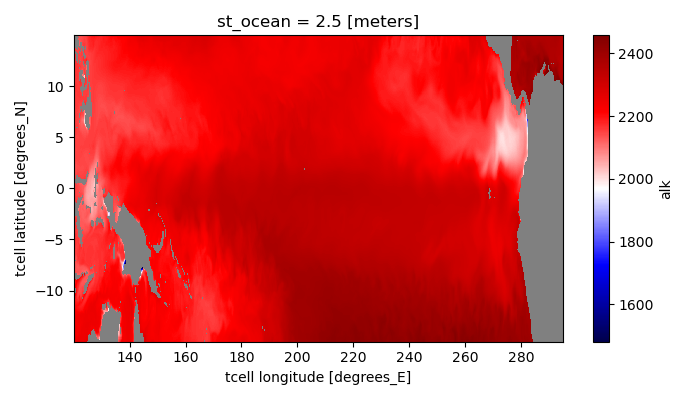 st_ocean = 2.5 [meters]
10
5
0
−5
−10
tcell latitude [degrees_N]
140 160 180 200 220 240 260 280
tcell longitude [degrees_E]
2400
2200
2000
1800
1600
alk